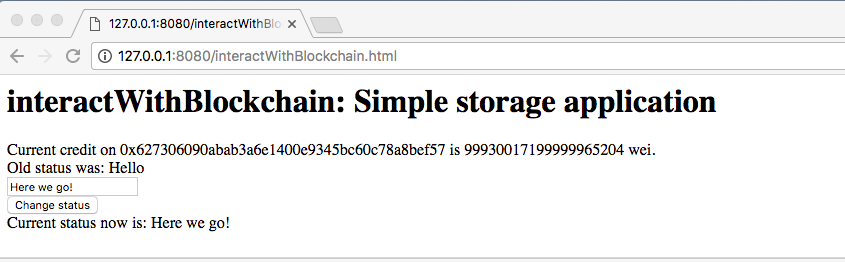 127.0.0.1:8080/interactWithBlo
127.0.0.1:8080/interactWithBlockchain.html
interactWithBlockchain: Simple storage application
Current credit on 0x627306090abab3a6e1400e9345bc60c78a8bef57 is 99930017199999965204 wei.
Old status was: Hello
Here we go!
Change status
Current status now is: Here we go!